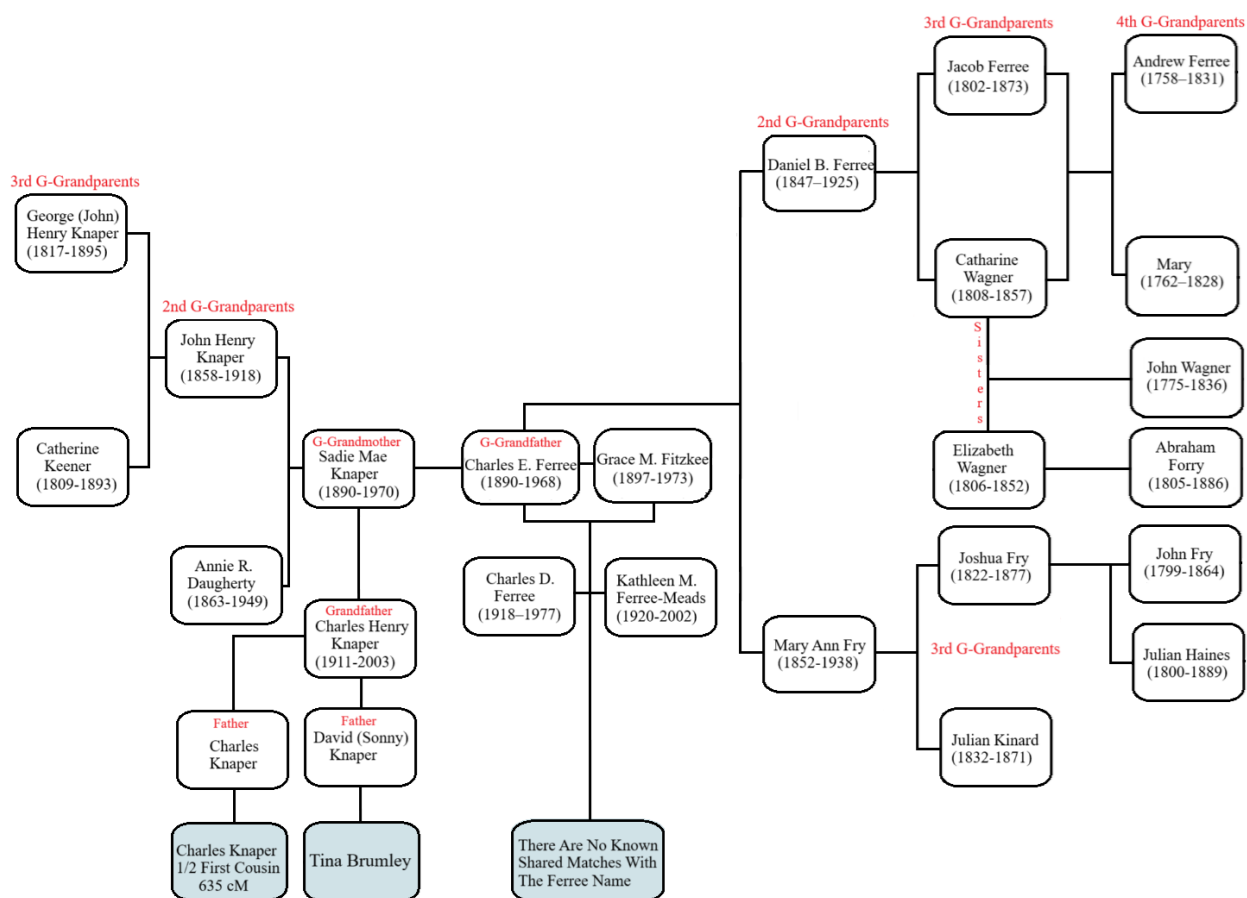 3rd G-Grandparents
4th G-Grandparents
Jacob Ferree
(1802-1873)
Andrew Ferree
(1758–1831)
2nd G-Grandparents
Daniel B. Ferree
(1847–1925)
3rd G-Grandparents
George (John)
Henry Knaper
(1817-1895)
Catharine
Wagner
(1808-1857)
Mary
(1762–1828)
2nd G-Grandparents
John Henry
Knaper
(1858-1918)
Sisters
John Wagner
(1775-1836)
Catherine
Keener
(1809-1893)
G-Grandmother
Sadie Mae
Knaper
(1890-1970)
G-Grandfather
Charles E. Ferree
(1890-1968)
Grace M. Fitzkee
(1897-1973)
Elizabeth
Wagner
(1806-1852)
Abraham
Forry
(1805-1886)
Annie R.
Daugherty
(1863-1949)
Charles D.
Ferree
(1918–1977)
Kathleen M.
Ferree-Meads
(1920-2002)
Joshua Fry
(1822-1877)
John Fry
(1799-1864)
Grandfather
Charles Henry
Knaper
(1911-2003)
Mary Ann Fry
(1852-1938)
3rd G-Grandparents
Julian Haines
(1800-1889)
Father
Charles
Knaper
Father
David (Sonny)
Knaper
Julian Kinard
(1832-1871)
Charles Knaper
1/2 First Cousin
635 cM
Tina Brumley
There Are No Known
Shared Matches With
The Ferree Name